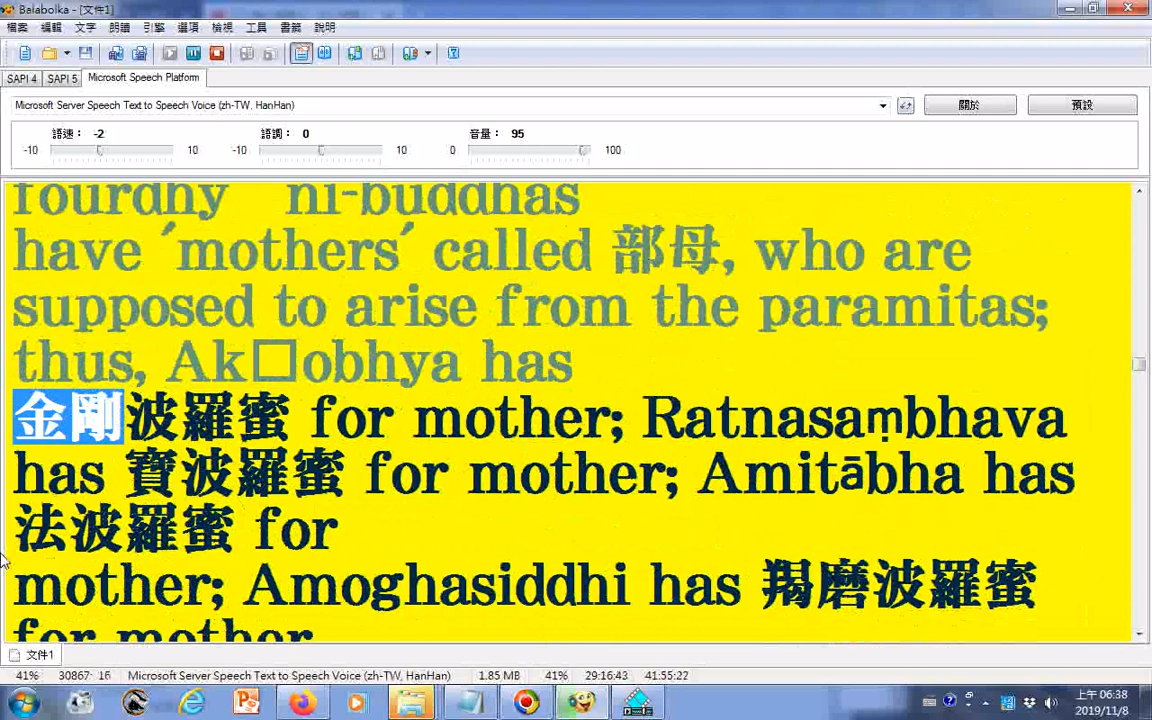 Balabolka - [文件1]
檔案 編輯 文字 朗讀 引擎 選項 檢視 工具 書籤 說明
SAPI 4 SAPI 5 Microsoft Speech Platform
Microsoft Server Speech Text to Speech Voice (zh-TW, HanHan) 關於 預設
語速： -2 語調： 0 音量： 95
-10 10 -10 10 0 100
fourdhy ni-buddhas
have ´mothers´ called 部母, who are
supposed to arise from the paramitas;
thus, Ak□obhya has
金剛波羅蜜 for mother; Ratnasaṃbhava
has 寶波羅蜜 for mother; Amitābha has
法波羅蜜 for
mother; Amoghasiddhi has 羯磨波羅蜜
for mother.
文件1
41% 30867: 16 Microsoft Server Speech Text to Speech Voice (zh-TW, HanHan) 1.85 MB 41% 29:16:43 41:55:22
上午 06:38
2019/11/8